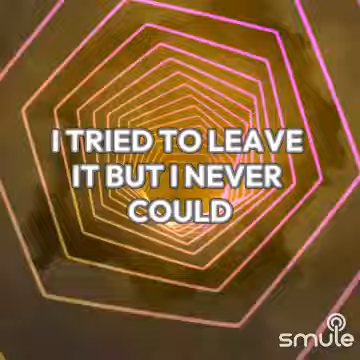 I TRIED TO LEAVE
IT BUT I NEVER
COULD
smule